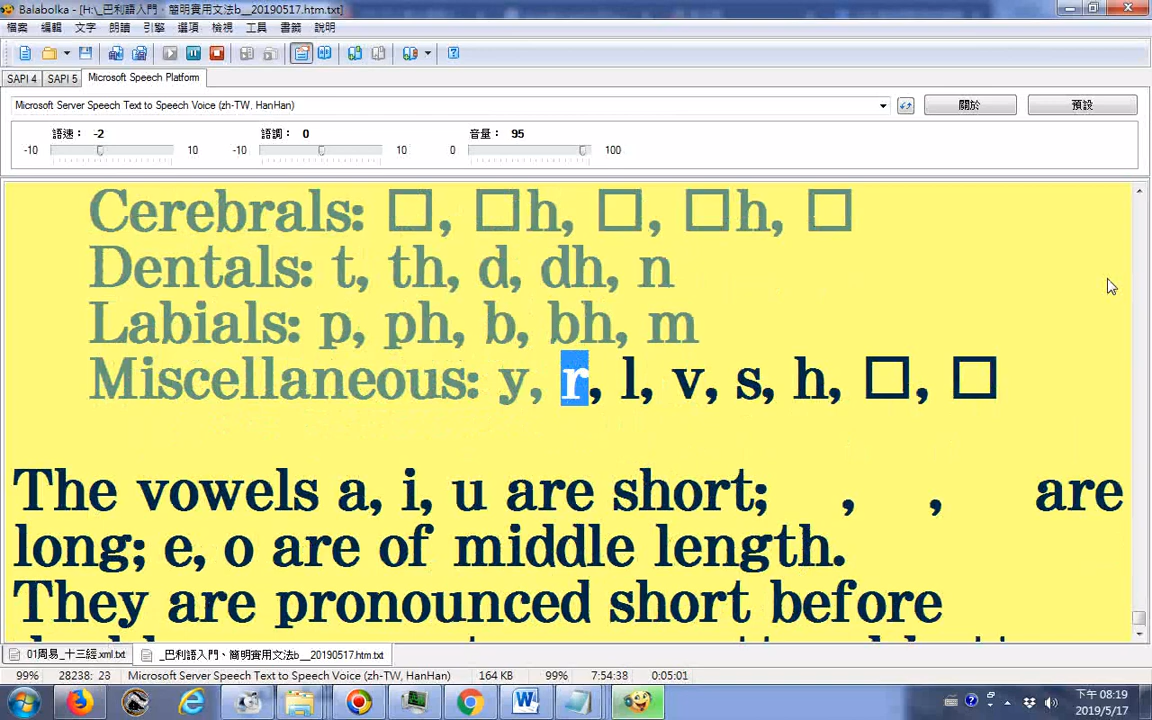 Balabolka - [H:\_巴利語入門、簡明實用文法b__20190517.htm.txt]
檔案 編輯 文字 朗讀 引擎 選項 檢視 工具 書籤 說明
SAPI 4 SAPI 5 Microsoft Speech Platform
Microsoft Server Speech Text to Speech Voice (zh-TW, HanHan) 關於 預設
語速： -2 語調： 0 音量： 95
-10 10 -10 10 0 100
Cerebrals: □, □h, □, □h, □
Dentals: t, th, d, dh, n
Labials: p, ph, b, bh, m
Miscellaneous: y, r, l, v, s, h, □, □
The vowels a, i, u are short; , , are
long; e, o are of middle length.
They are pronounced short before
01周易_十三經.xml.txt _巴利語入門、簡明實用文法b__20190517.htm.txt
99% 28238: 23 Microsoft Server Speech Text to Speech Voice (zh-TW, HanHan) 164 KB 99% 7:54:38 0:05:01
下午 08:19
2019/5/17